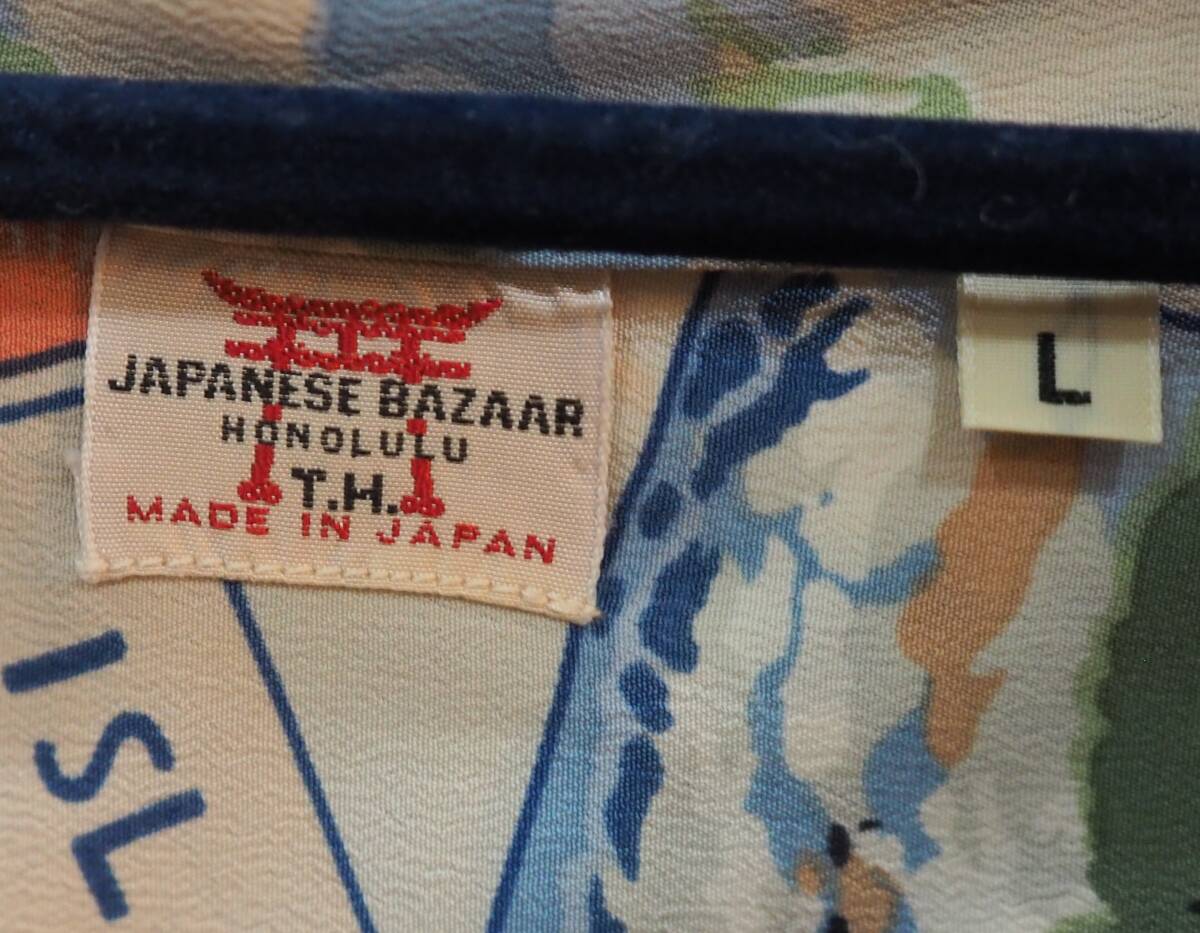 JAPANESE BAZAAR
HONOLULU
T.H.
MADE IN JAPAN
L
ISL